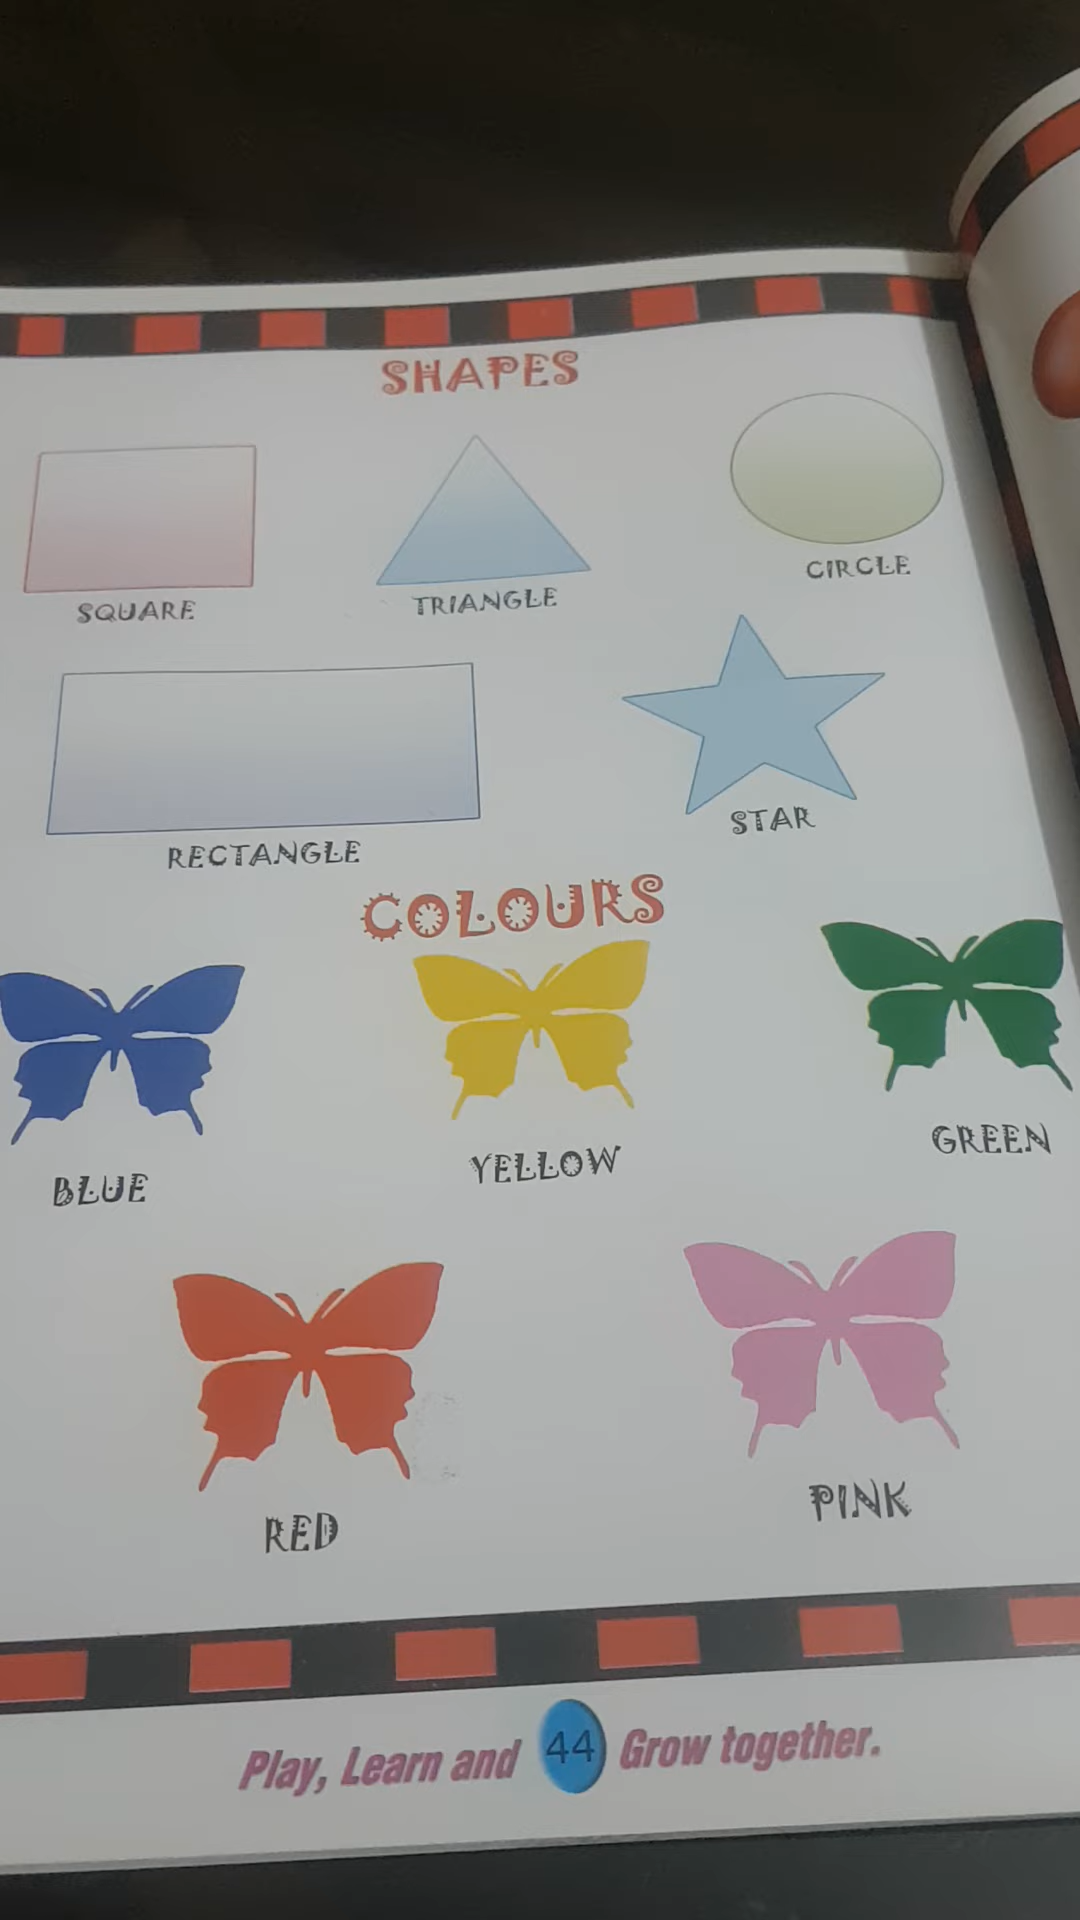 SHAPES
SQUARE
TRIANGLE
CIRCLE
RECTANGLE
STAR
COLOURS
BLUE
YELLOW
GREEN
RED
PINK
Play, Learn and 44 Grow together.